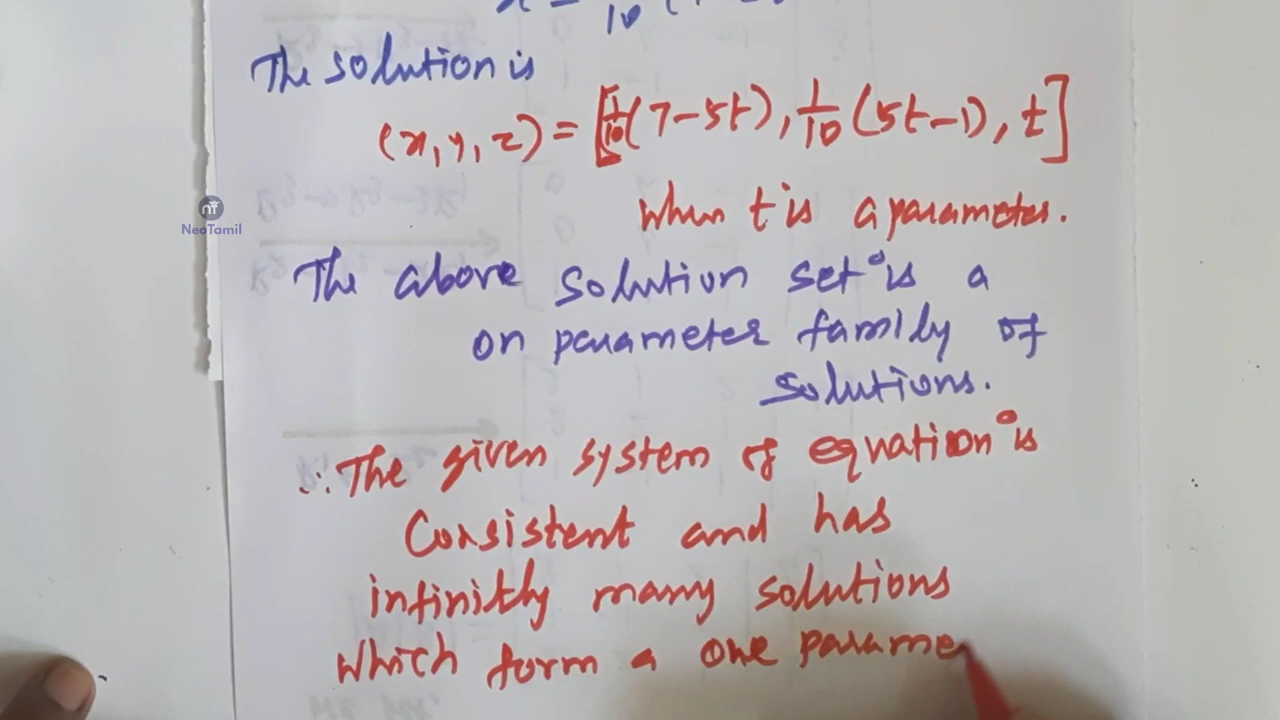 10
The solution is
(x, y, z) = [1/10(7-5t), 1/10(5t-1), t]
when t is a parameter.
NeoTamil
The above solution set is a
on parameter family of
solutions.
∴ The given system of equation is
Consistent and has
infinitly many solutions
which form a one parame